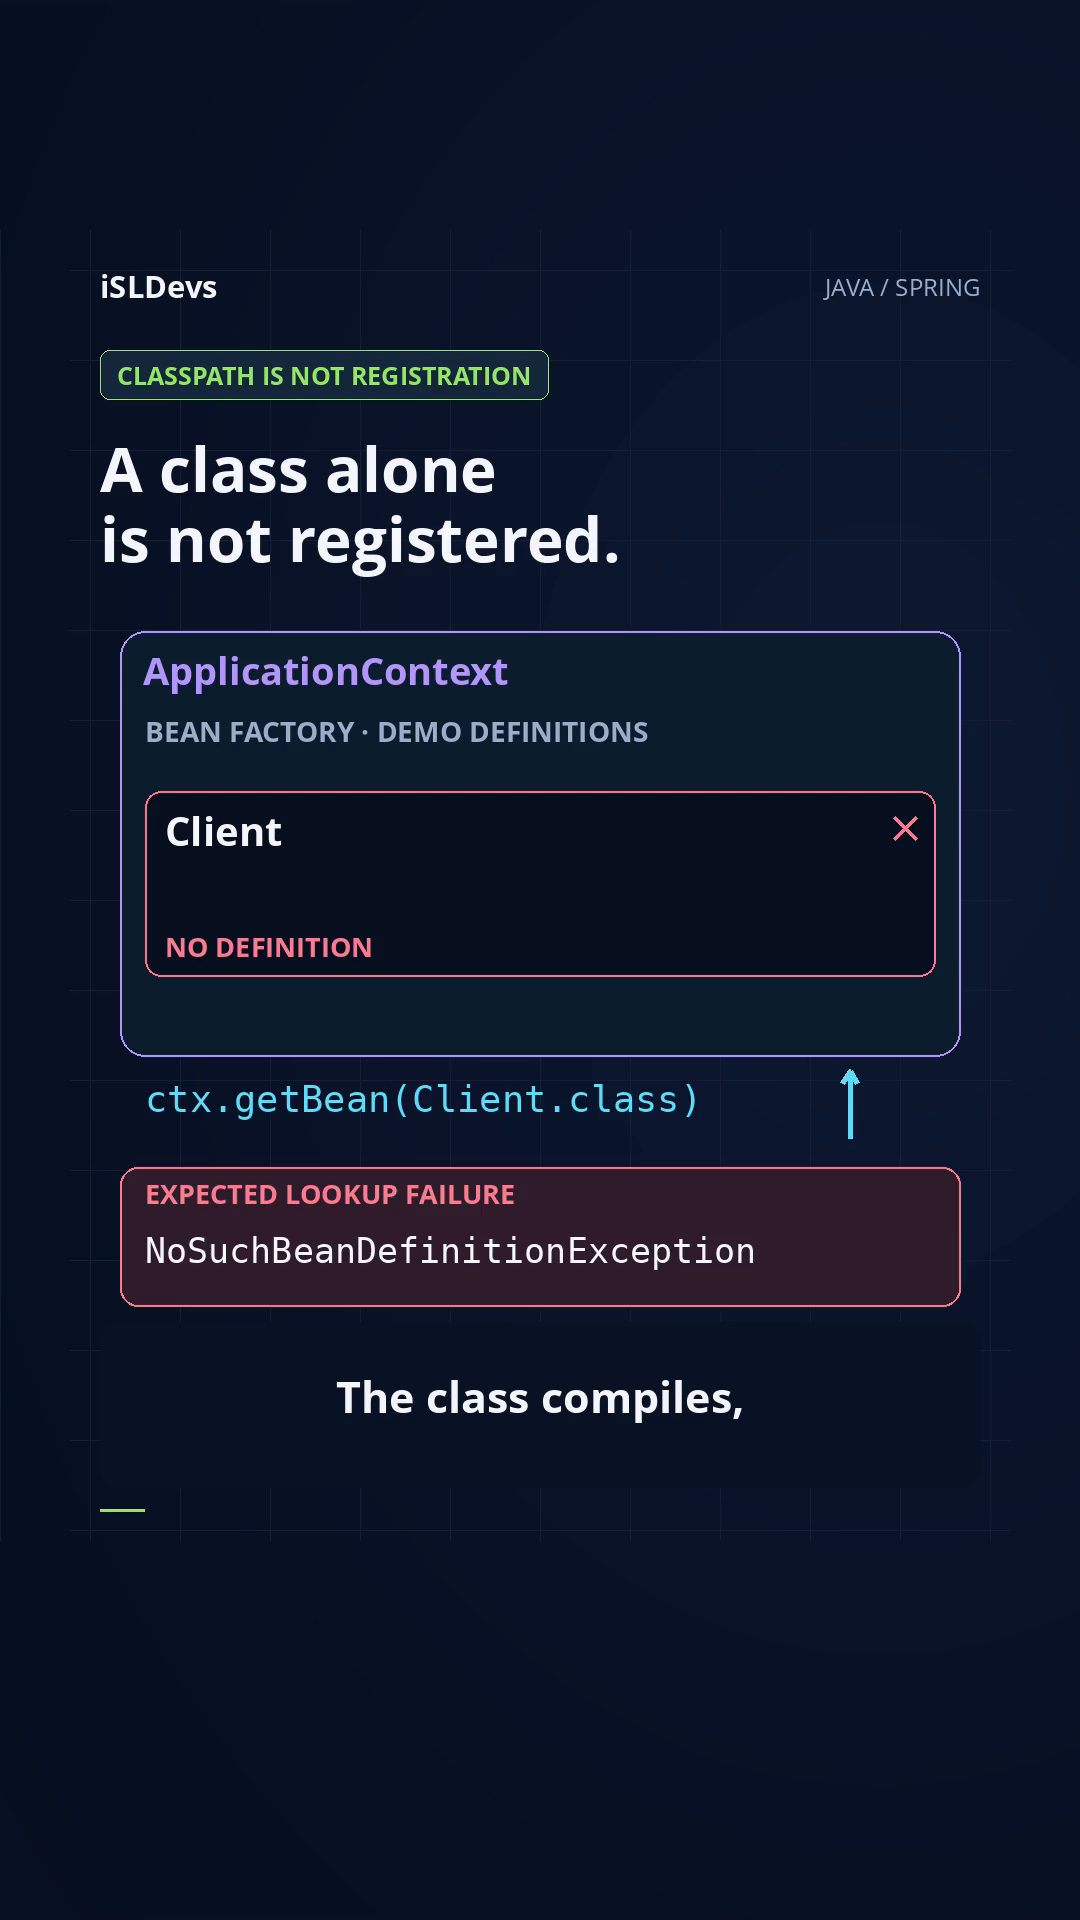 iSLDevs
JAVA / SPRING
CLASSPATH IS NOT REGISTRATION
A class alone
is not registered.
ApplicationContext
BEAN FACTORY · DEMO DEFINITIONS
Client
NO DEFINITION
ctx.getBean(Client.class)
EXPECTED LOOKUP FAILURE
NoSuchBeanDefinitionException
The class compiles,